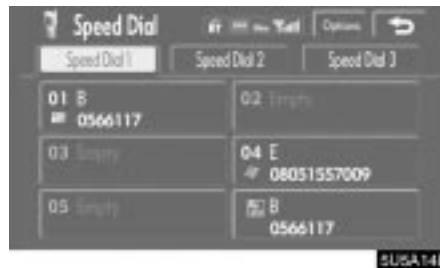 Speed Dial Options
Speed Dial 1 Speed Dial 2 Speed Dial 3
01 B 02 Empty
0566117
03 Empty 04 E
08051557009
05 Empty B
0566117